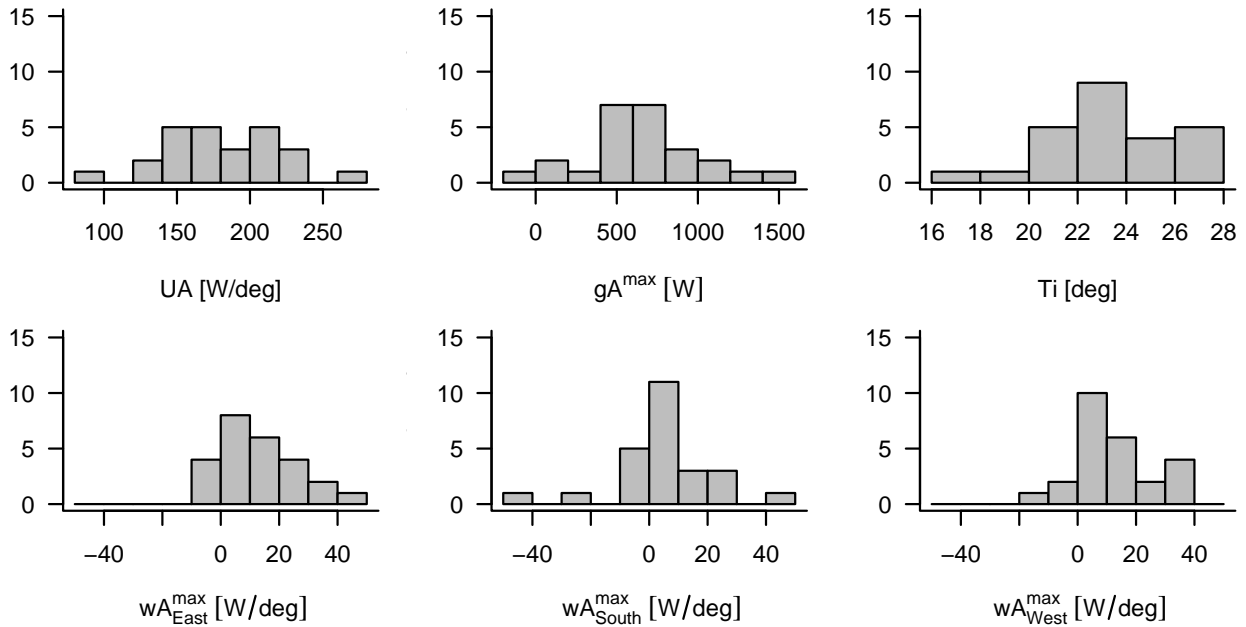 15 15 15
10 10 10
5 5 5
0 0 0
100 150 200 250 0 500 1000 1500 16 18 20 22 24 26 28
UA [W/deg] gA^max [W] Ti [deg]
15 15 15
10 10 10
5 5 5
0 0 0
−40 0 20 40 −40 0 20 40 −40 0 20 40
wA^max_East [W/deg] wA^max_South [W/deg] wA^max_West [W/deg]